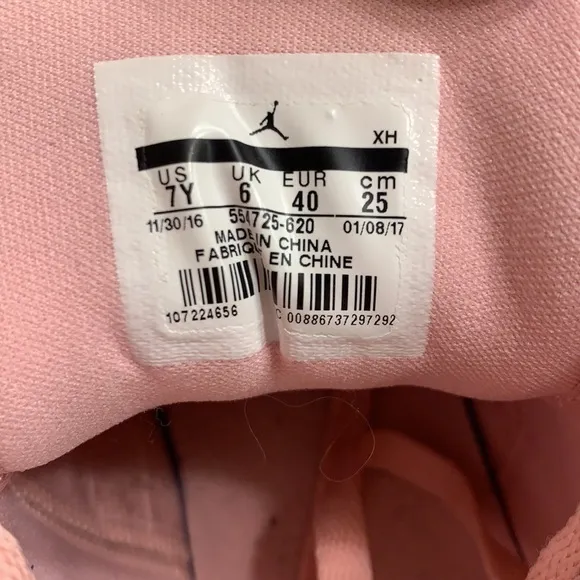 XH
US UK EUR cm
7Y 6 40 25
11/30/16 554725-620 01/08/17
MADE IN CHINA
FABRIQUE EN CHINE
107224656 00886737297292